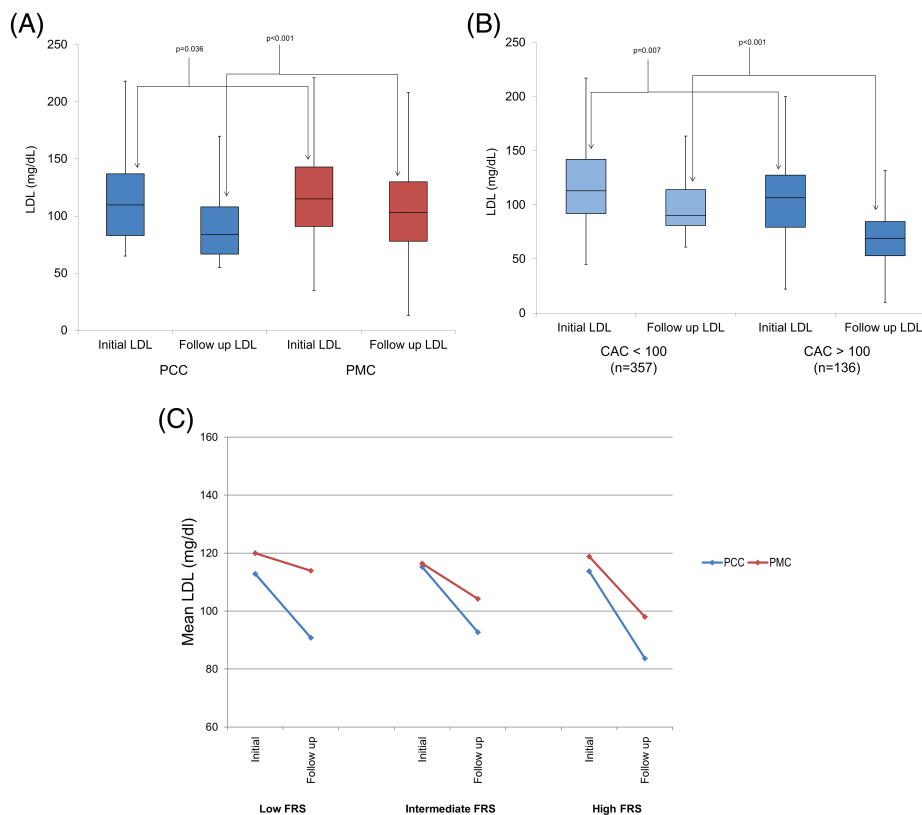 (A)
p=0.036
p<0.001
LDL (mg/dL)
250
200
150
100
50
0
Initial LDL
Follow up LDL
Initial LDL
Follow up LDL
PCC
PMC
(B)
p=0.007
p<0.001
LDL (mg/dL)
250
200
150
100
50
0
Initial LDL
Follow up LDL
Initial LDL
Follow up LDL
CAC < 100
(n=357)
CAC > 100
(n=136)
(C)
Mean LDL (mg/dl)
160
140
120
100
80
60
Initial
Follow up
Initial
Follow up
Initial
Follow up
Low FRS
Intermediate FRS
High FRS
PCC
PMC